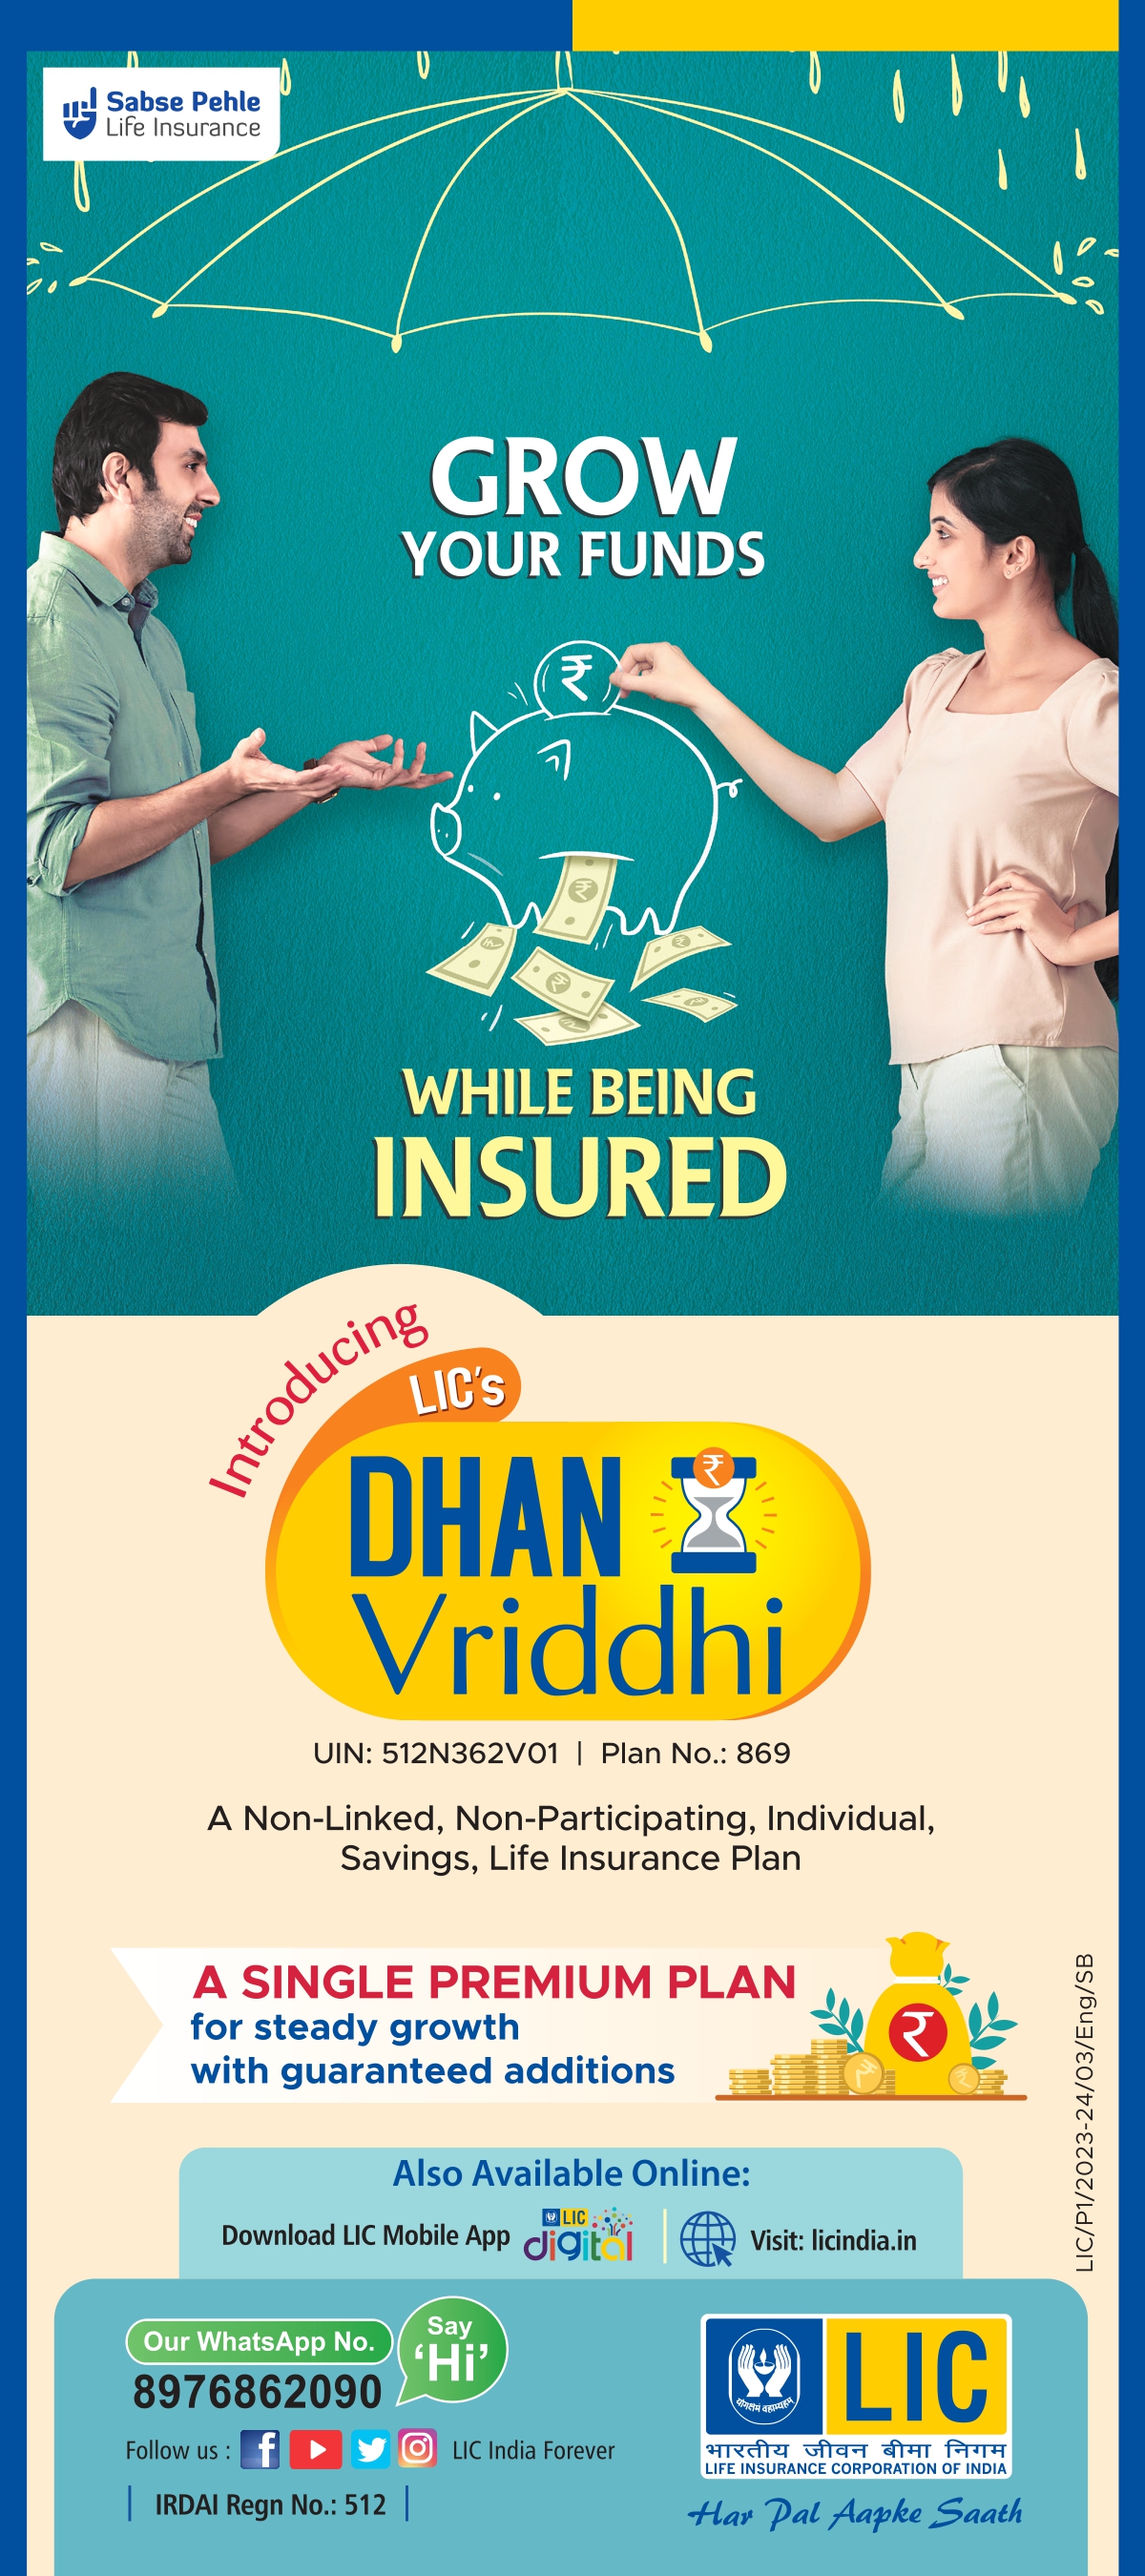 Sabse Pehle
Life Insurance
GROW
YOUR FUNDS
₹
₹
WHILE BEING
INSURED
Introducing
LIC's
DHAN
₹
Vriddhi
UIN: 512N362V01 | Plan No.: 869
A Non-Linked, Non-Participating, Individual,
Savings, Life Insurance Plan
A SINGLE PREMIUM PLAN
for steady growth
with guaranteed additions
₹
LIC/P1/2023-24/03/Eng/SB
Also Available Online:
Download LIC Mobile App
LIC
digital
Visit: licindia.in
Our WhatsApp No.
8976862090
Say
‘Hi’
Follow us :
LIC India Forever
IRDAI Regn No.: 512
योगक्षेमं वहाम्यहम्
LIC
भारतीय जीवन बीमा निगम
LIFE INSURANCE CORPORATION OF INDIA
Har Pal Aapke Saath